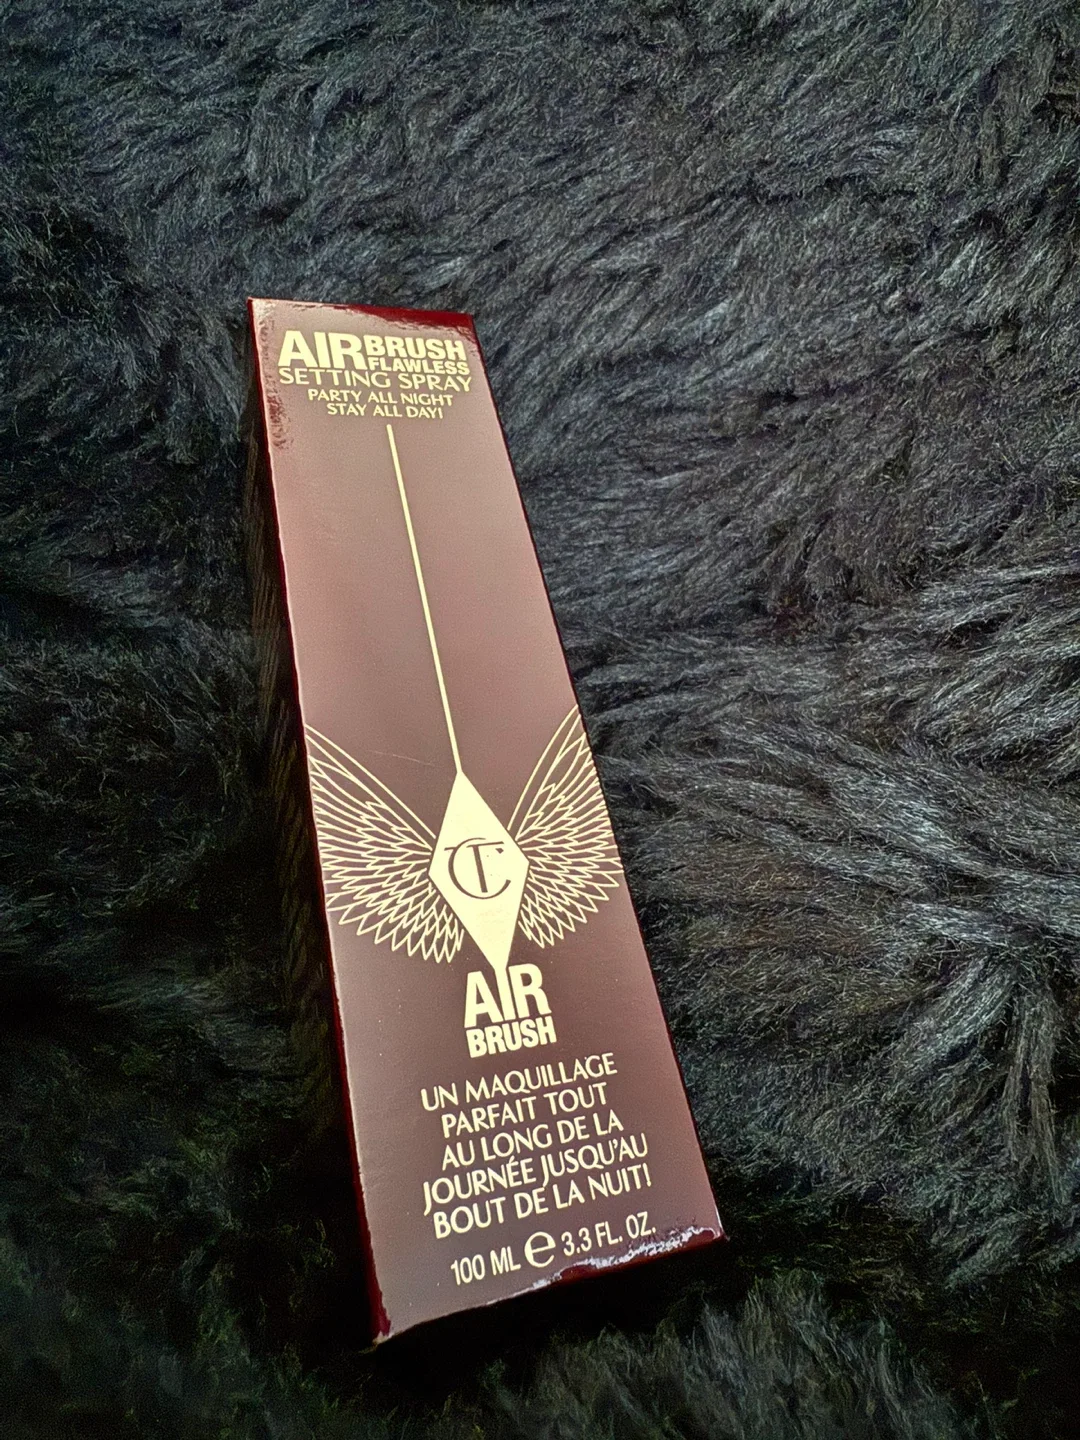 AIRBRUSH
FLAWLESS
SETTING SPRAY
PARTY ALL NIGHT
STAY ALL DAY!
CT
AIR
BRUSH
UN MAQUILLAGE
PARFAIT TOUT
AU LONG DE LA
JOURNÉE JUSQU'AU
BOUT DE LA NUIT!
100 ML e 3.3 FL. OZ.